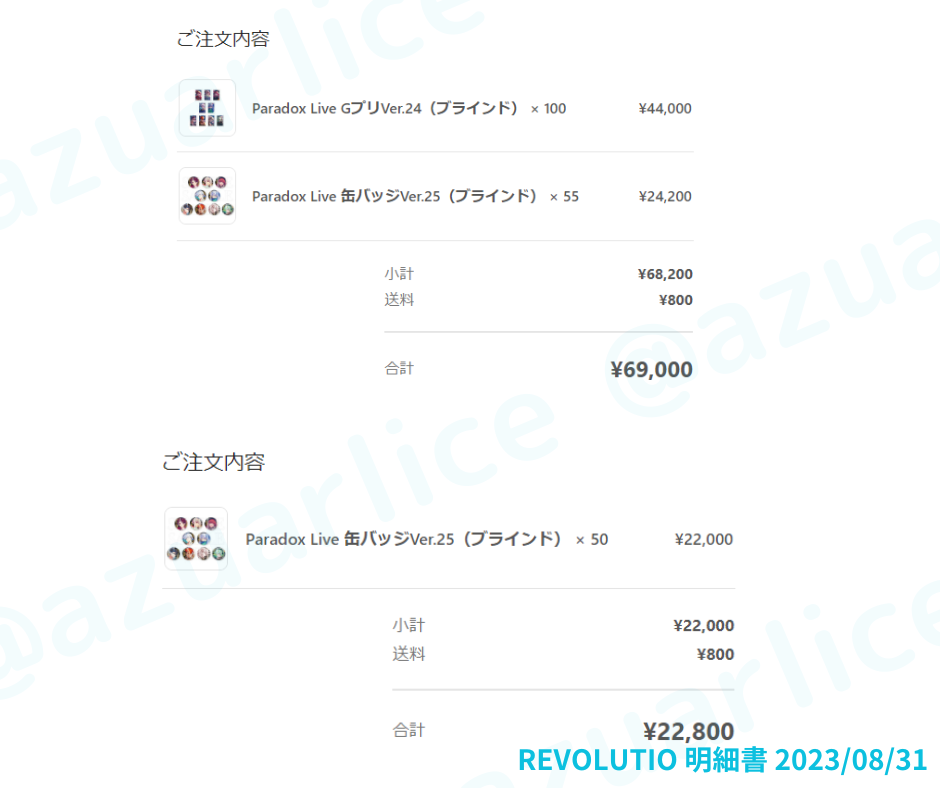 ご注文内容
Paradox Live GプリVer.24（ブラインド） × 100 ¥44,000
Paradox Live 缶バッジVer.25（ブラインド） × 55 ¥24,200
小計 ¥68,200
送料 ¥800
合計 ¥69,000
ご注文内容
Paradox Live 缶バッジVer.25（ブラインド） × 50 ¥22,000
小計 ¥22,000
送料 ¥800
合計 ¥22,800
REVOLUTIO 明細書 2023/08/31
@azuarlice @azuarlice
@azuarlice @azuarlice